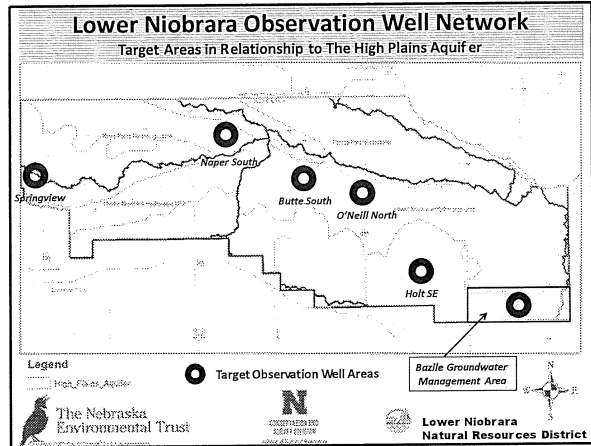 Lower Niobrara Observation Well Network
Target Areas in Relationship to The High Plains Aquifer
Naper South
Springview
Butte South
O'Neill North
Holt SE
Bazile Groundwater
Management Area
Legend
High_Plains_Aquifer
Target Observation Well Areas
N
W
S
The Nebraska
Environmental Trust
N
Lower Niobrara
Natural Resources District